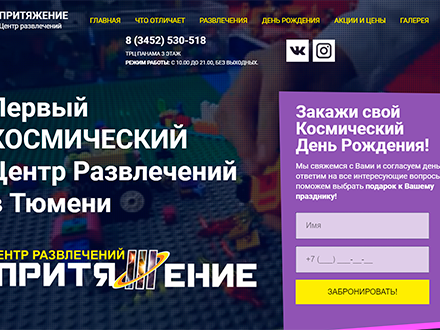 ПРИТЯЖЕНИЕ
Центр развлечений
ГЛАВНАЯ ЧТО ОТЛИЧАЕТ РАЗВЛЕЧЕНИЯ ДЕНЬ РОЖДЕНИЯ АКЦИИ И ЦЕНЫ ГАЛЕРЕЯ
8 (3452) 530-518
ТРЦ ПАНАМА 3 ЭТАЖ
РЕЖИМ РАБОТЫ: С 10.00 ДО 21.00, БЕЗ ВЫХОДНЫХ.
Первый
КОСМИЧЕСКИЙ
Центр Развлечений
в Тюмени
ЦЕНТР РАЗВЛЕЧЕНИЙ
ПРИТЯЖЕНИЕ
Закажи свой
Космический
День Рождения!
Мы свяжемся с Вами и согласуем день
ответим на все интересующие вопросы
поможем выбрать подарок к Вашему
празднику!
Имя
+7 (___) ___-__-__
ЗАБРОНИРОВАТЬ!